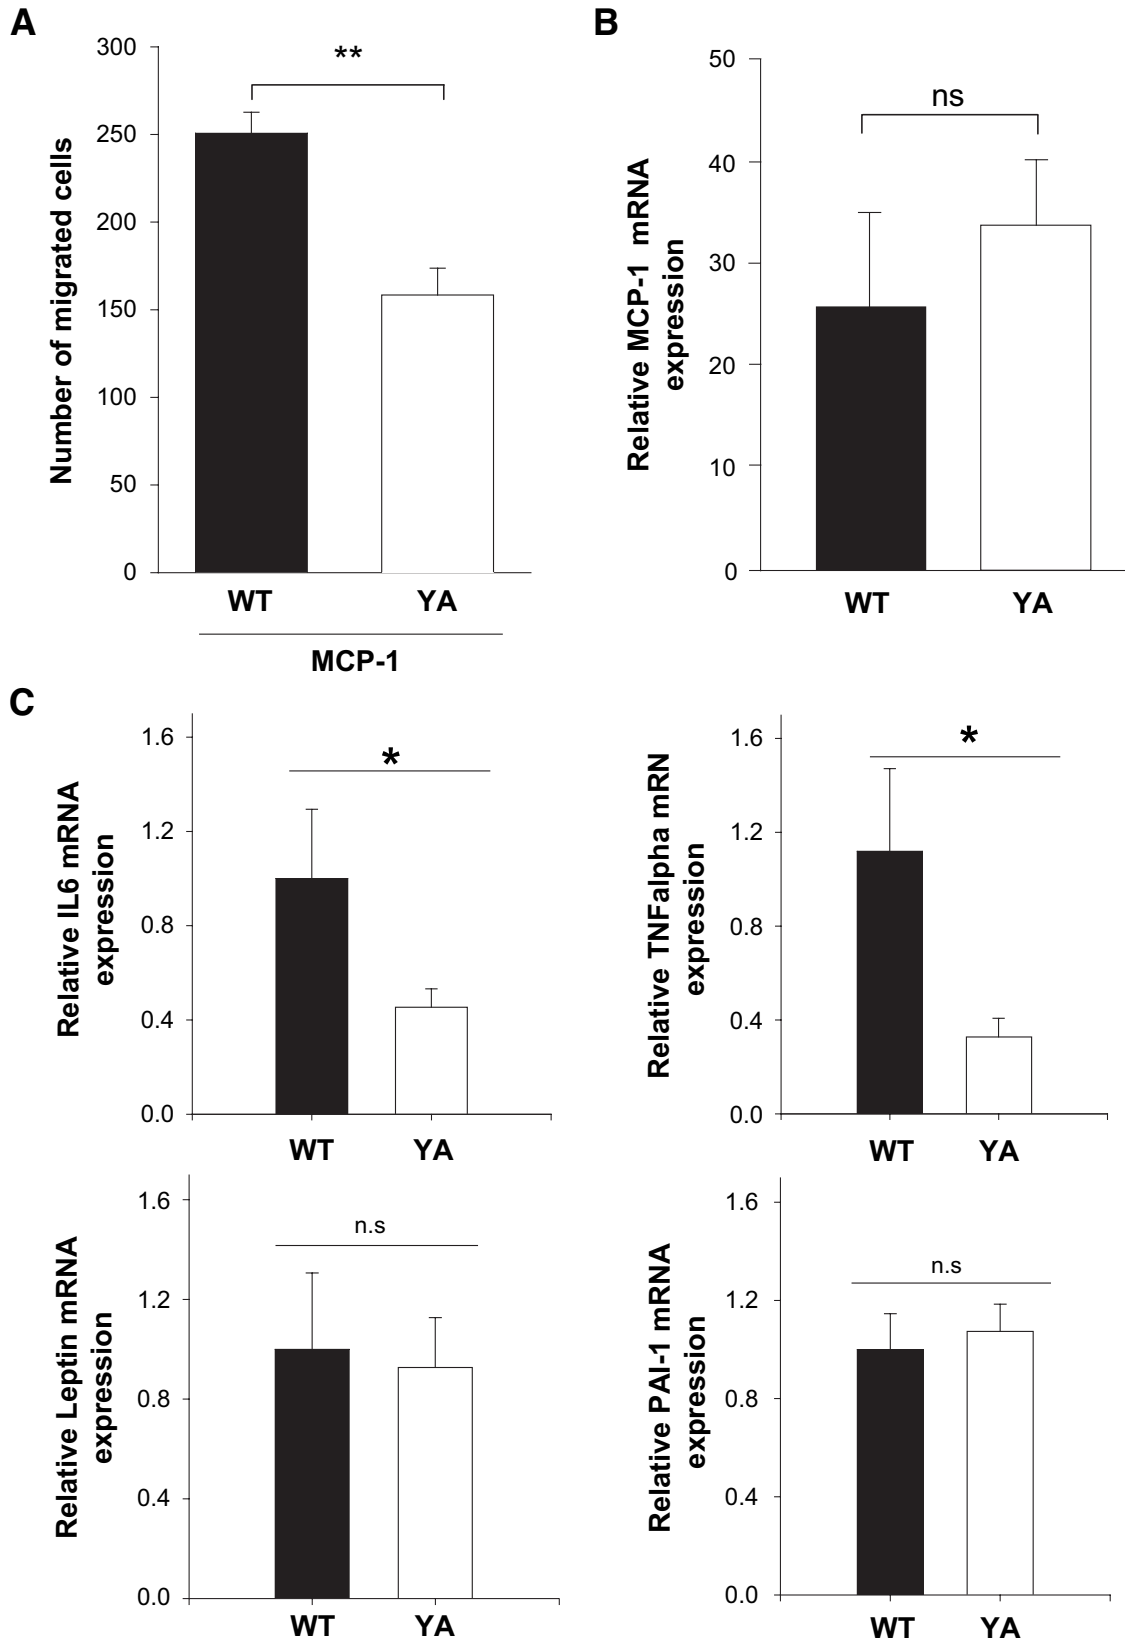 A
300
250
200
150
100
50
0
Number of migrated cells
**
WT YA
MCP-1
B
50
40
30
20
10
0
Relative MCP-1 mRNA
expression
ns
WT YA
C
1.6
1.2
0.8
0.4
0.0
Relative IL6 mRNA
expression
*
WT YA
1.6
1.2
0.8
0.4
0.0
Relative TNFalpha mRN
expression
*
WT YA
1.6
1.2
0.8
0.4
0.0
Relative Leptin mRNA
expression
n.s
WT YA
1.6
1.2
0.8
0.4
0.0
Relative PAI-1 mRNA
expression
n.s
WT YA